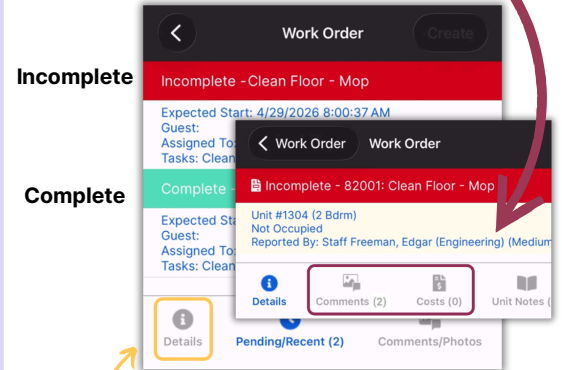 Work Order
Create
Incomplete
Incomplete -Clean Floor - Mop
Expected Start: 4/29/2026 8:00:37 AM
Guest:
Assigned To:
Tasks: Clean
Work Order
Work Order
Complete
Complete -
Incomplete - 82001: Clean Floor - Mop
Expected Sta
Guest:
Assigned To:
Tasks: Clean
Unit #1304 (2 Bdrm)
Not Occupied
Reported By: Staff Freeman, Edgar (Engineering) (Medium
Details
Comments (2)
Costs (0)
Unit Notes (
Details
Pending/Recent (2)
Comments/Photos